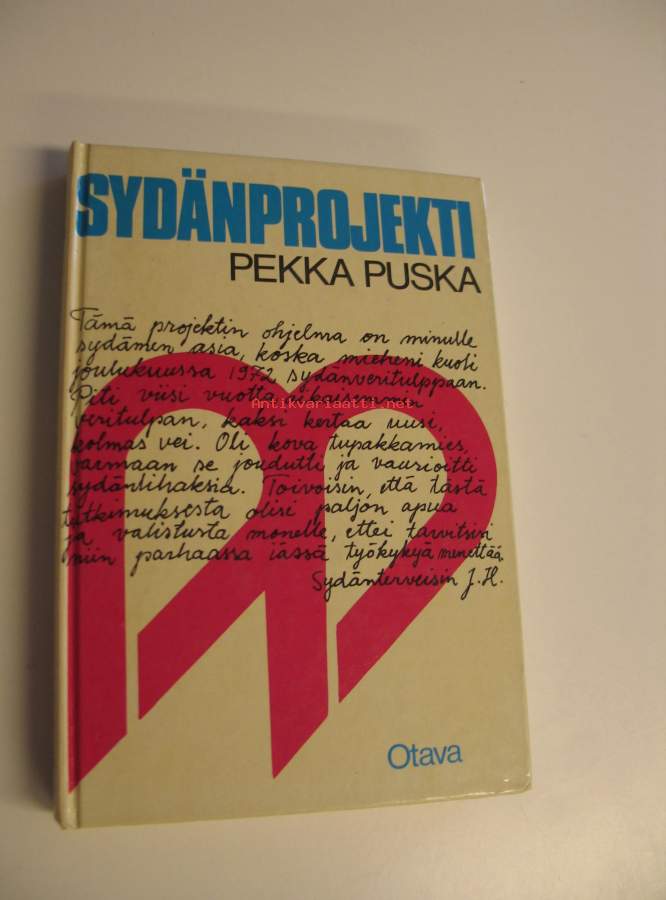 SYDÄNPROJEKTI
PEKKA PUSKA
Tämä projektin ohjelma on minulle
sydämen asia, koska mieheni kuoli
joulukuussa 1972 sydänveritulppaan.
Piti viisi vuotta sikaisemmin
Antikvariaatti.net
veritulpan, kaksi kertaa uusi,
kolmas vei. Oli kova tupakkamies,
varmaan se joudutti ja vaurioitti
sydänlihaksia. Toivoisin, että tästä
tutkimuksesta olisi paljon apua
ja valistusta monelle, ettei tarvitsisi
niin parhaassa iässä työkykyä menettää.
Sydänterveisin J.H.
Otava